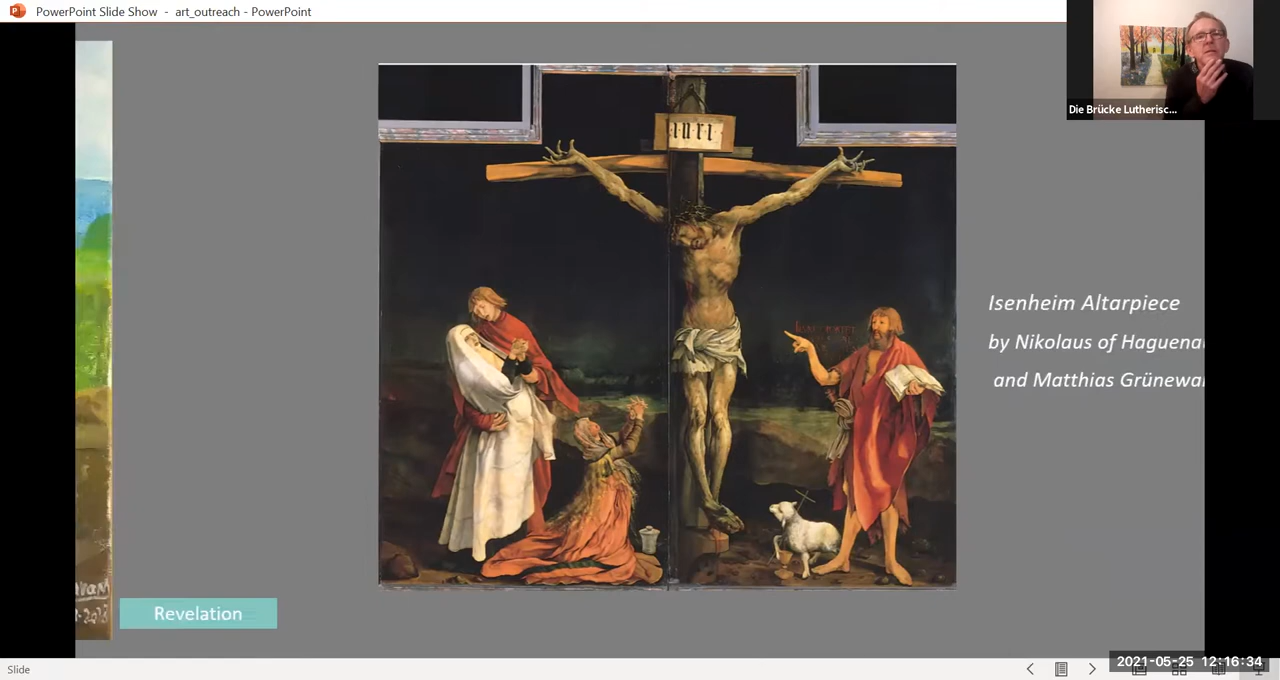 PowerPoint Slide Show - art_outreach - PowerPoint
Die Brücke Lutherisc...
INRI
Isenheim Altarpiece
by Nikolaus of Haguena
and Matthias Grünewa
Revelation
Slide
2021-05-25 12:16:34